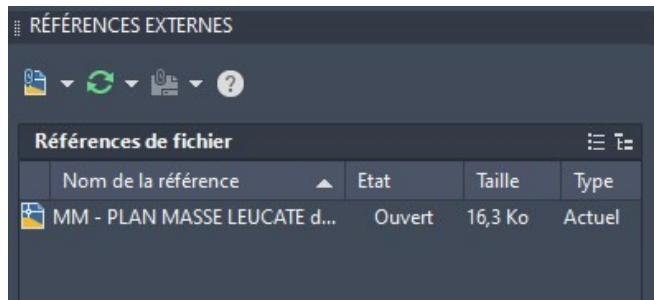 RÉFÉRENCES EXTERNES
?
Références de fichier
Nom de la référence Etat Taille Type
MM - PLAN MASSE LEUCATE d... Ouvert 16,3 Ko Actuel